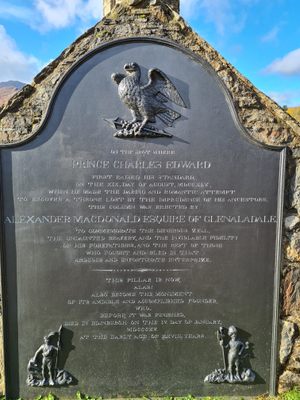 ON THE SPOT WHERE
PRINCE CHARLES EDWARD
FIRST RAISED HIS STANDARD,
ON THE XIX. DAY OF AUGUST, MDCCXLV,
WHEN HE MADE THE DARING AND ROMANTIC ATTEMPT
TO RECOVER A THRONE LOST BY THE IMPRUDENCE OF HIS ANCESTORS,
THIS COLUMN WAS ERECTED BY
ALEXANDER MACDONALD ESQUIRE OF GLENALADALE,
TO COMMEMORATE THE GENEROUS ZEAL,
THE UNDAUNTED BRAVERY, AND THE INVIOLABLE FIDELITY
OF HIS FOREFATHERS, AND THE REST OF THOSE
WHO FOUGHT AND BLED IN THAT
ARDUOUS AND UNFORTUNATE ENTERPRISE.
THIS PILLAR IS NOW,
ALAS!
ALSO BECOME THE MONUMENT
OF ITS AMIABLE AND ACCOMPLISHED FOUNDER,
WHO,
BEFORE IT WAS FINISHED,
DIED IN EDINBURGH ON THE IV DAY OF JANUARY,
MDCCCXV
AT THE EARLY AGE OF XXVIII YEARS.